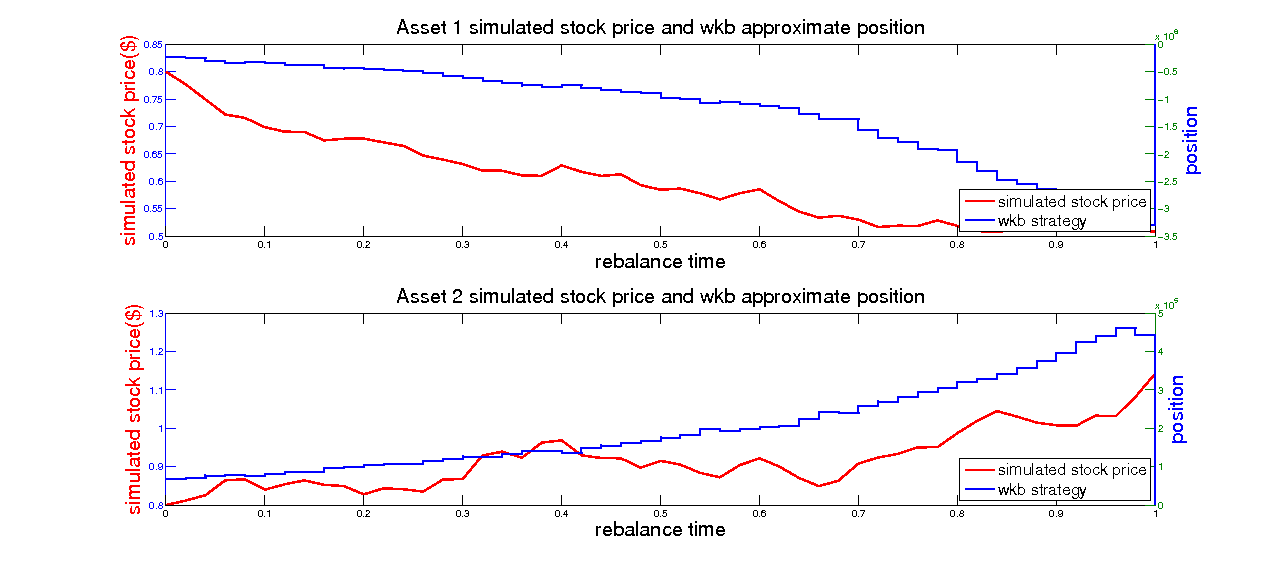 Asset 1 simulated stock price and wkb approximate position
simulated stock price($)
0.85
0.8
0.75
0.7
0.65
0.6
0.55
0.5
0 0.1 0.2 0.3 0.4 0.5 0.6 0.7 0.8 0.9 1
rebalance time
0
-0.5
-1
-1.5
-2
-2.5
-3
-3.5
position
simulated stock price
wkb strategy
Asset 2 simulated stock price and wkb approximate position
simulated stock price($)
1.3
1.2
1.1
1
0.9
0.8
0 0.1 0.2 0.3 0.4 0.5 0.6 0.7 0.8 0.9 1
rebalance time
5
4
3
2
1
0
position
simulated stock price
wkb strategy